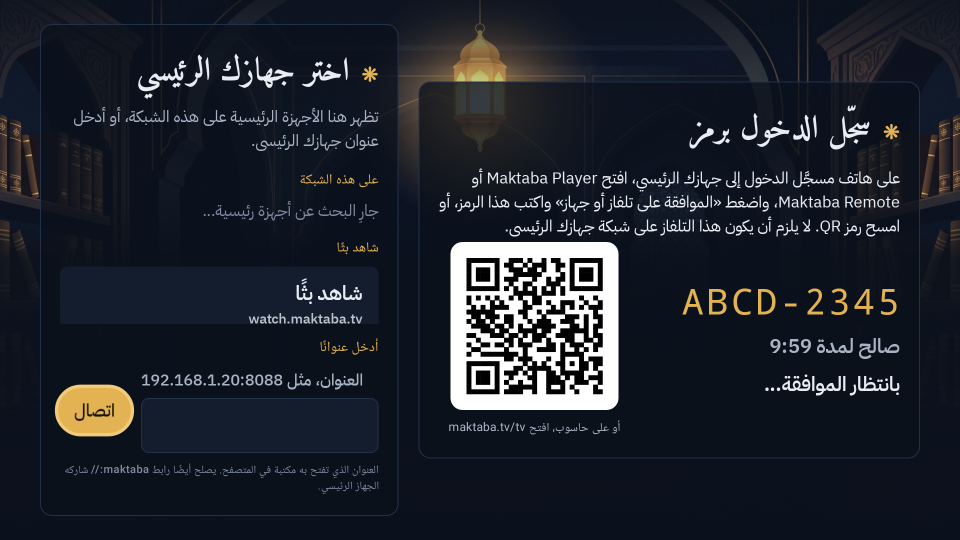 سجّل الدخول برمز
على هاتف مسجَّل الدخول إلى جهازك الرئيسي، افتح Maktaba Player أو
Maktaba Remote، واضغط «الموافقة على تلفاز أو جهاز» واكتب هذا الرمز، أو
امسح رمز QR. لا يلزم أن يكون هذا التلفاز على شبكة جهازك الرئيسي.
ABCD-2345
صالح لمدة 9:59
بانتظار الموافقة...
أو على حاسوب، افتح maktaba.tv/tv
اختر جهازك الرئيسي
تظهر هنا الأجهزة الرئيسية على هذه الشبكة، أو أدخل
عنوان جهازك الرئيسي.
على هذه الشبكة
جارِ البحث عن أجهزة رئيسية...
شاهد بثًا
شاهد بثًا
watch.maktaba.tv
أدخل عنوانًا
العنوان، مثل 192.168.1.20:8088
اتصال
العنوان الذي تفتح به مكتبة في المتصفح. يصلح أيضًا رابط maktaba:// شاركه
الجهاز الرئيسي.